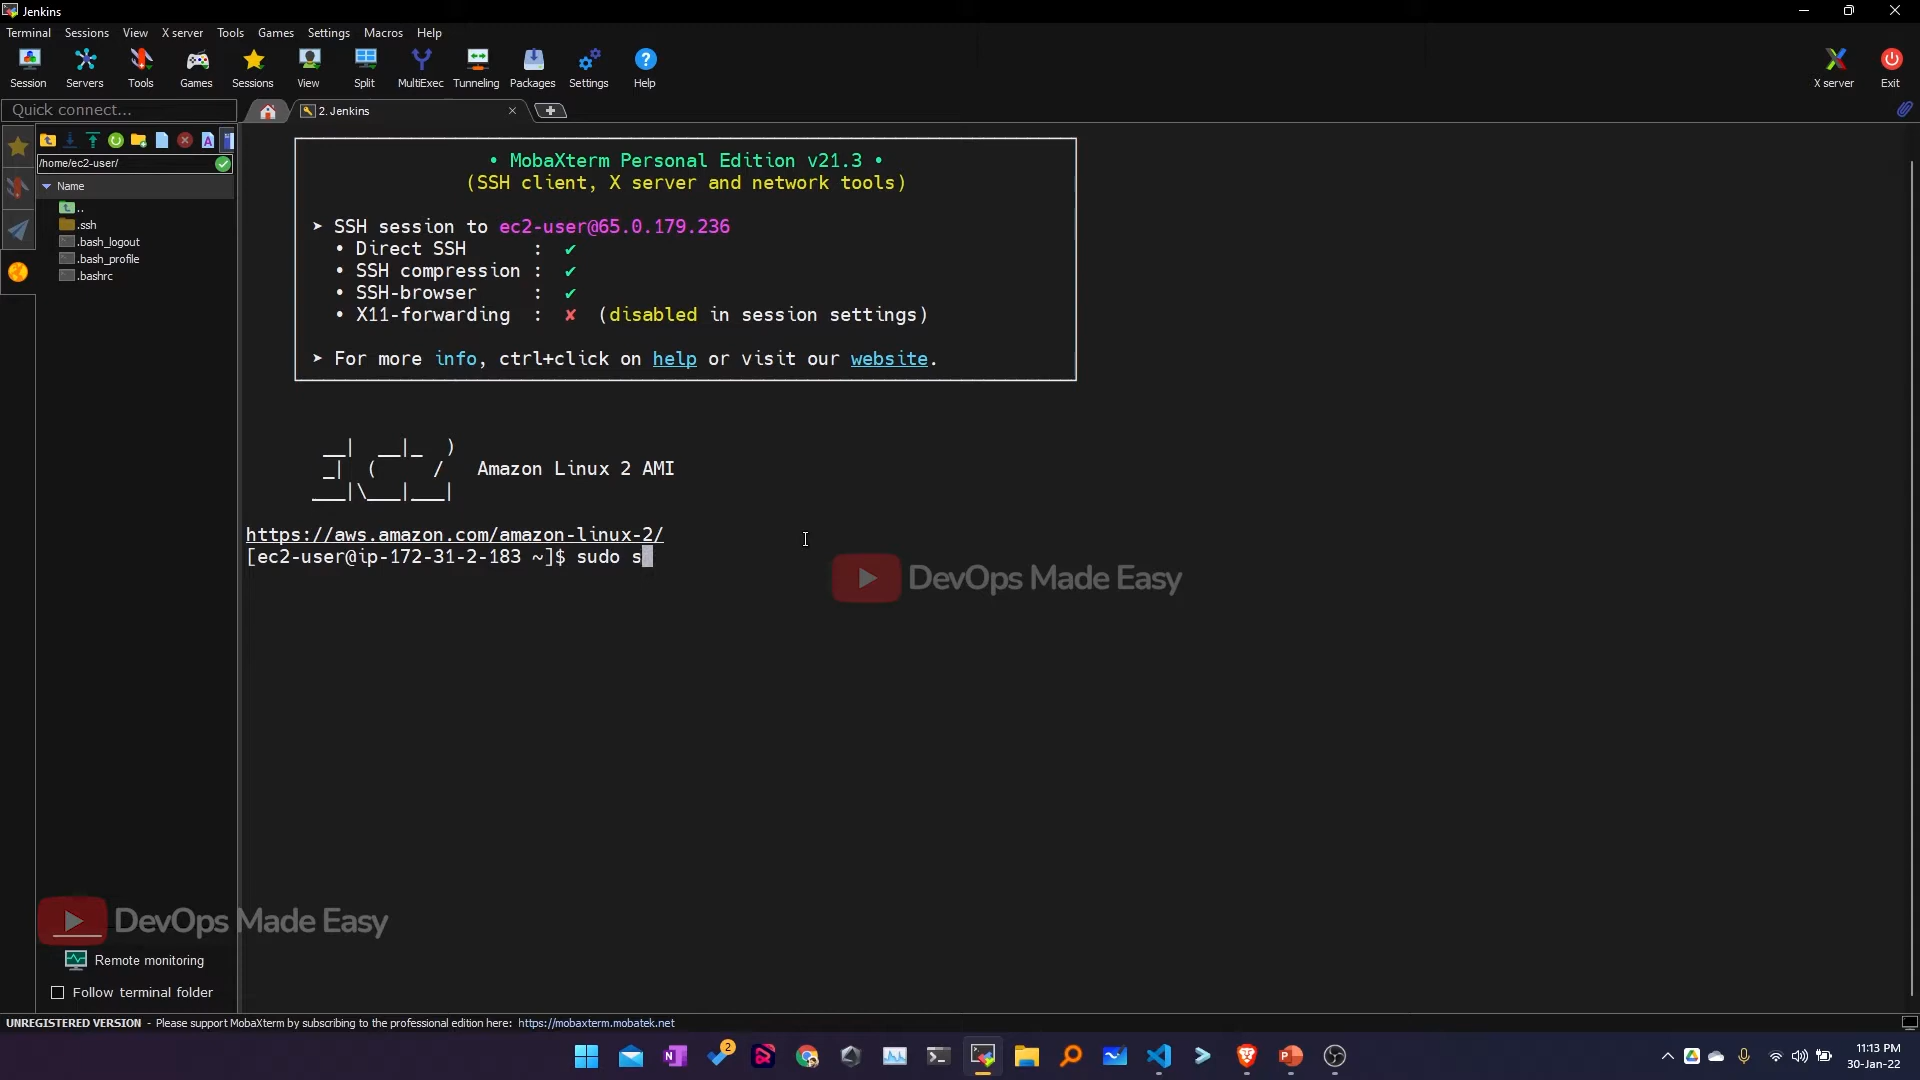 Jenkins
Terminal Sessions View X server Tools Games Settings Macros Help
Session Servers Tools Games Sessions View Split MultiExec Tunneling Packages Settings Help X server Exit
Quick connect...
2. Jenkins
/home/ec2-user/
Name
..
.ssh
.bash_logout
.bash_profile
.bashrc
• MobaXterm Personal Edition v21.3 •
(SSH client, X server and network tools)
➤ SSH session to ec2-user@65.0.179.236
• Direct SSH : ✔
• SSH compression : ✔
• SSH-browser : ✔
• X11-forwarding : ✘ (disabled in session settings)
➤ For more info, ctrl+click on help or visit our website.
__| __|_ )
_| ( / Amazon Linux 2 AMI
___|\___|___|
https://aws.amazon.com/amazon-linux-2/
[ec2-user@ip-172-31-2-183 ~]$ sudo s
DevOps Made Easy
DevOps Made Easy
Remote monitoring
Follow terminal folder
UNREGISTERED VERSION - Please support MobaXterm by subscribing to the professional edition here: https://mobaxterm.mobatek.net
2
11:13 PM
30-Jan-22